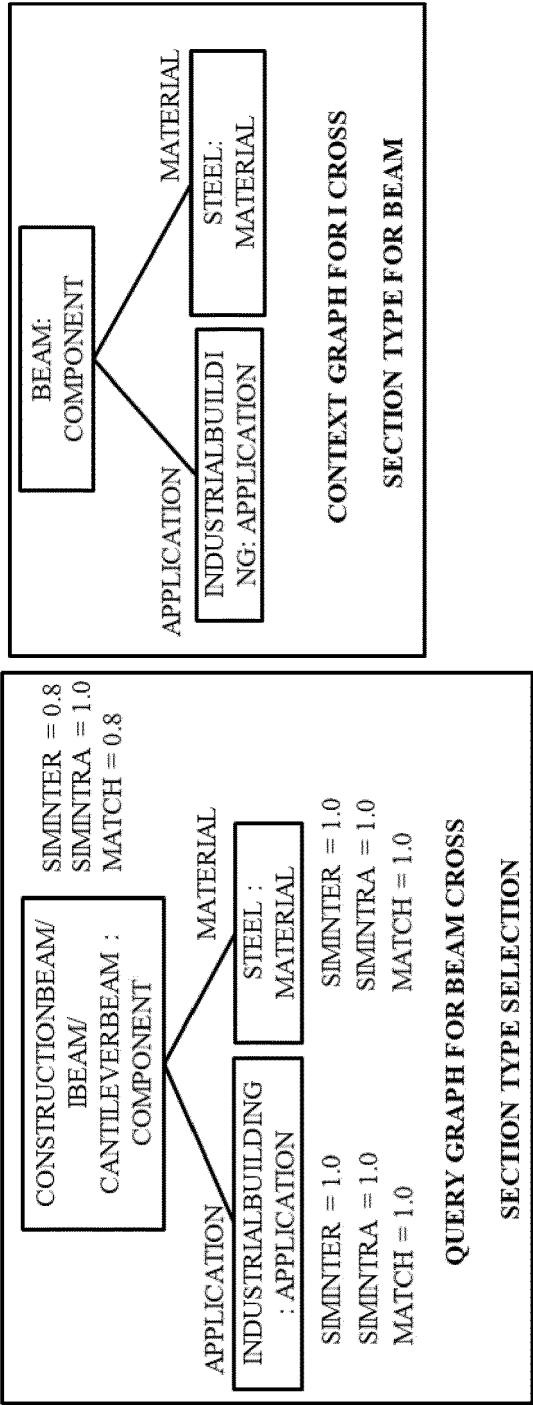 CONSTRUCTIONBEAM/
IBEAM/
CANTILEVERBEAM :
COMPONENT
SIMINTER = 0.8
SIMINTRA = 1.0
MATCH = 0.8
APPLICATION
MATERIAL
INDUSTRIALBUILDING
: APPLICATION
STEEL :
MATERIAL
SIMINTER = 1.0
SIMINTRA = 1.0
MATCH = 1.0
SIMINTER = 1.0
SIMINTRA = 1.0
MATCH = 1.0
QUERY GRAPH FOR BEAM CROSS
SECTION TYPE SELECTION
BEAM:
COMPONENT
APPLICATION
MATERIAL
INDUSTRIALBUILDI
NG: APPLICATION
STEEL:
MATERIAL
CONTEXT GRAPH FOR I CROSS
SECTION TYPE FOR BEAM